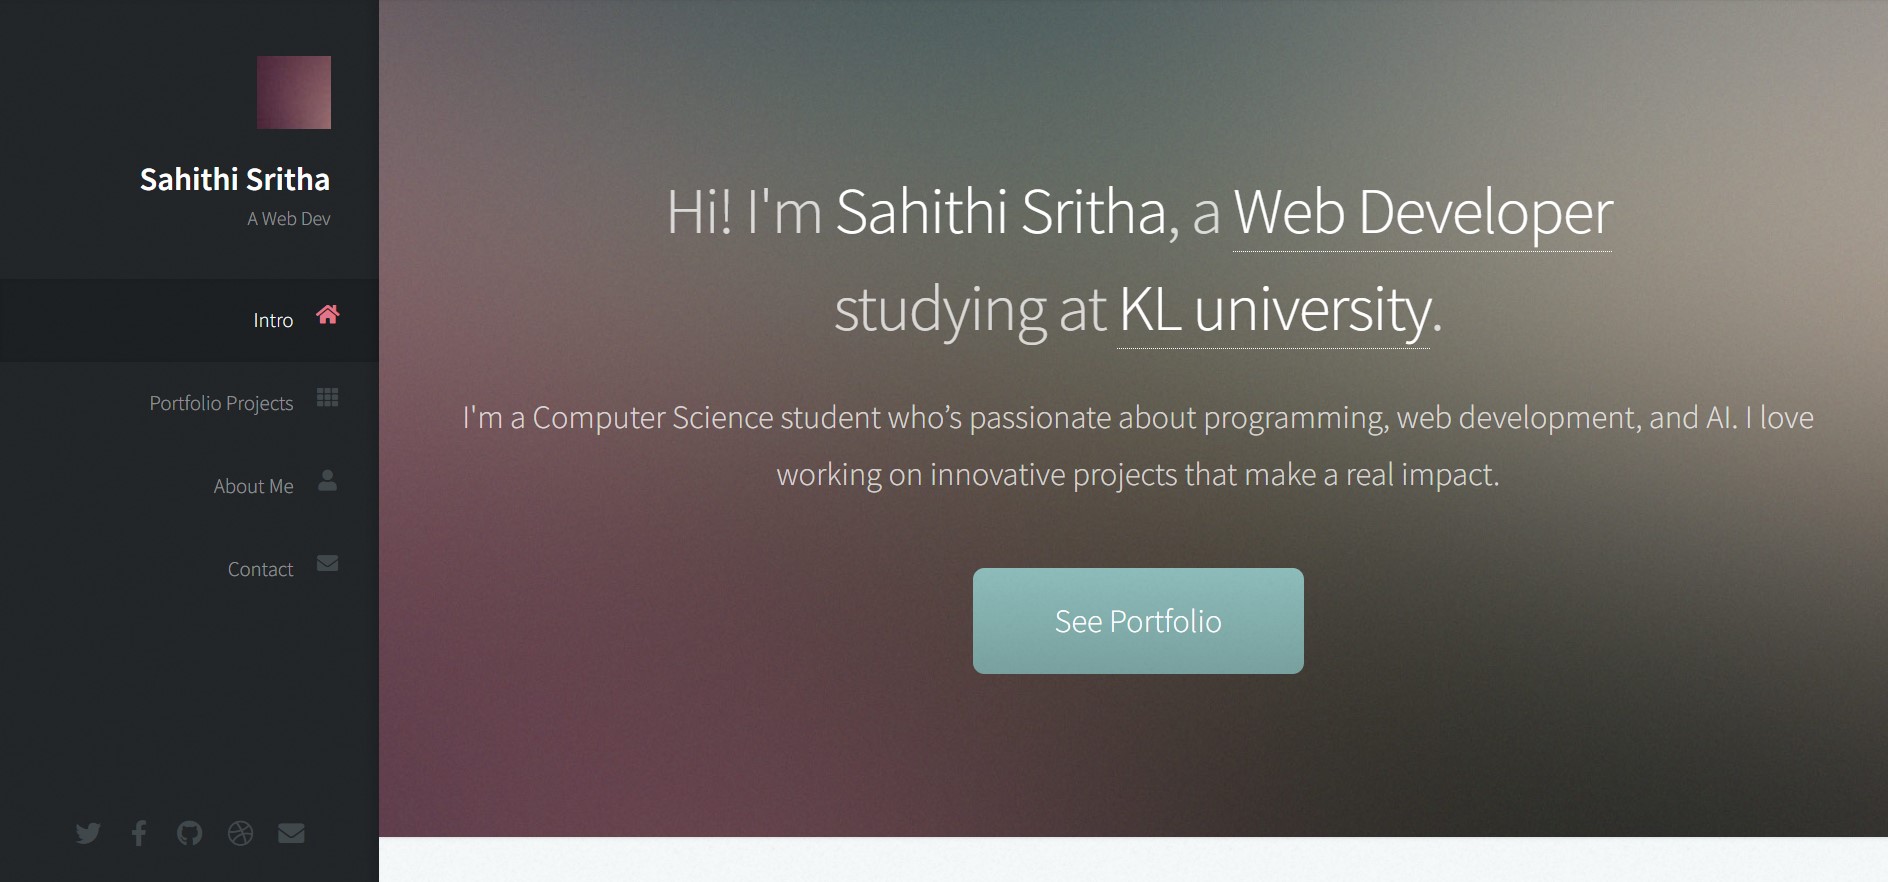 Sahithi Sritha
A Web Dev
Intro
Portfolio Projects
About Me
Contact
Hi! I'm Sahithi Sritha, a Web Developer
studying at KL university.
I'm a Computer Science student who’s passionate about programming, web development, and AI. I love
working on innovative projects that make a real impact.
See Portfolio